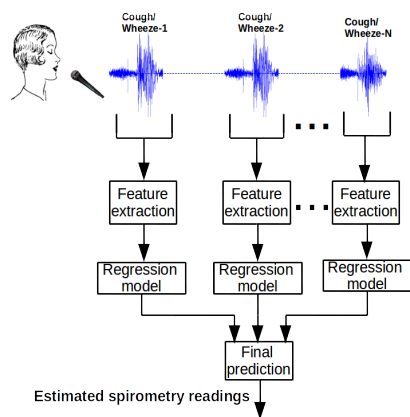 Cough/
Wheeze-1
Cough/
Wheeze-2
Cough/
Wheeze-N
Feature
extraction
Feature
extraction
Feature
extraction
Regression
model
Regression
model
Regression
model
Final
prediction
Estimated spirometry readings